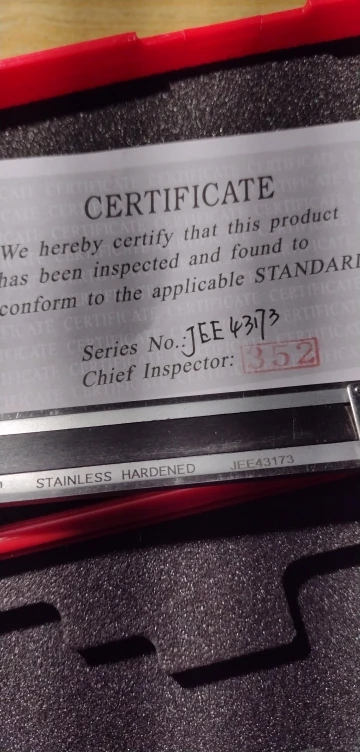 CERTIFICATE
We hereby certify that this product
has been inspected and found to
conform to the applicable STANDARD
Series No.: JEE43173
Chief Inspector: 352
STAINLESS HARDENED JEE43173